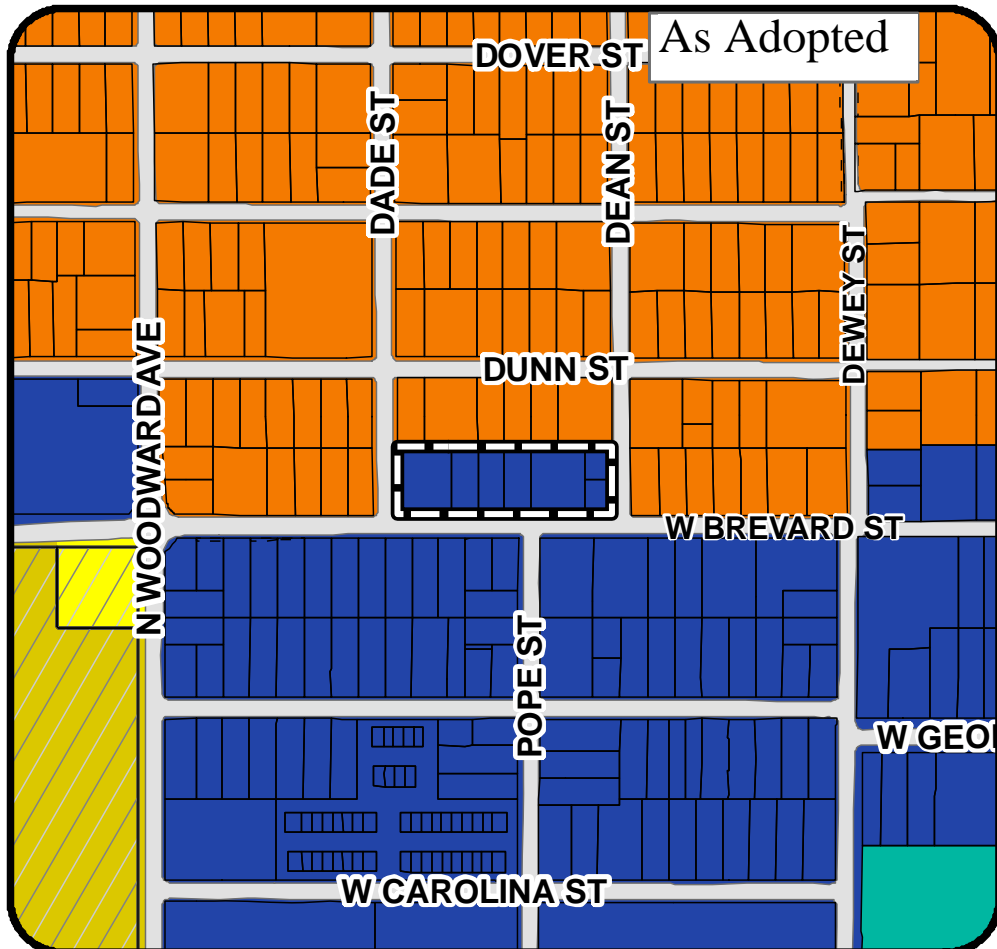 As Adopted
DOVER ST
DADE ST
DEAN ST
DEWEY ST
DUNN ST
N WOODWARD AVE
W BREVARD ST
POPE ST
W GEO
W CAROLINA ST